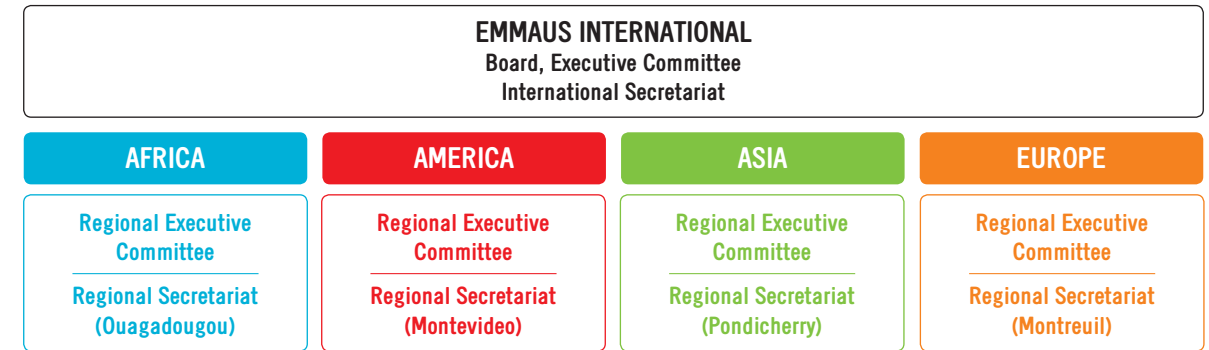 EMMAUS INTERNATIONAL
Board, Executive Committee
International Secretariat
AFRICA
Regional Executive
Committee
Regional Secretariat
(Ouagadougou)
AMERICA
Regional Executive
Committee
Regional Secretariat
(Montevideo)
ASIA
Regional Executive
Committee
Regional Secretariat
(Pondicherry)
EUROPE
Regional Executive
Committee
Regional Secretariat
(Montreuil)